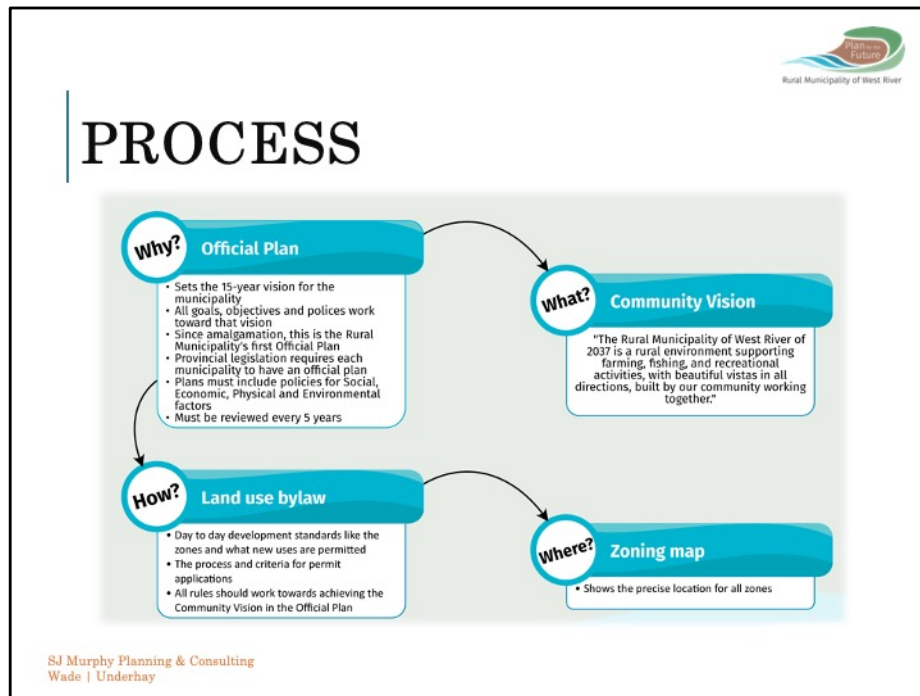 Plan for the
Future
Rural Municipality of West River
PROCESS
Why?
Official Plan
• Sets the 15-year vision for the
municipality
• All goals, objectives and polices work
toward that vision
• Since amalgamation, this is the Rural
Municipality's first Official Plan
• Provincial legislation requires each
municipality to have an official plan
• Plans must include policies for Social,
Economic, Physical and Environmental
factors
• Must be reviewed every 5 years
What?
Community Vision
"The Rural Municipality of West River of
2037 is a rural environment supporting
farming, fishing, and recreational
activities, with beautiful vistas in all
directions, built by our community working
together."
How?
Land use bylaw
• Day to day development standards like the
zones and what new uses are permitted
• The process and criteria for permit
applications
• All rules should work towards achieving the
Community Vision in the Official Plan
Where?
Zoning map
• Shows the precise location for all zones
SJ Murphy Planning & Consulting
Wade | Underhay